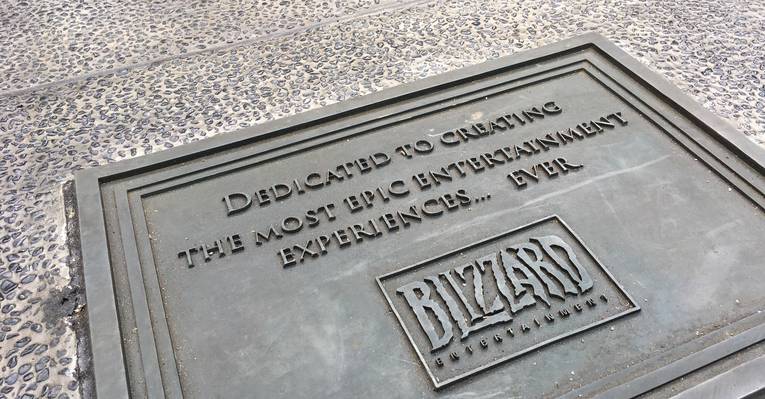 DEDICATED TO CREATING
THE MOST EPIC ENTERTAINMENT
EXPERIENCES... EVER
BLIZZARD
ENTERTAINMENT